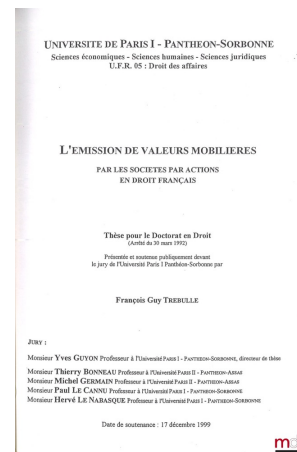 UNIVERSITE DE PARIS I - PANTHEON-SORBONNE
Sciences économiques - Sciences humaines - Sciences juridiques
U.F.R. 05 : Droit des affaires
L'EMISSION DE VALEURS MOBILIERES
PAR LES SOCIETES PAR ACTIONS
EN DROIT FRANÇAIS
Thèse pour le Doctorat en Droit
(Arrêté du 30 mars 1992)
Présentée et soutenue publiquement devant
le jury de l'Université Paris I Panthéon-Sorbonne par
François Guy TREBULLE
JURY :
Monsieur Yves GUYON Professeur à l'Université PARIS I - PANTHEON-SORBONNE, directeur de thèse
Monsieur Thierry BONNEAU Professeur à l'Université PARIS II - PANTHEON-ASSAS
Monsieur Michel GERMAIN Professeur à l'Université PARIS II - PANTHEON-ASSAS
Monsieur Paul LE CANNU Professeur à l'Université PARIS I - PANTHEON-SORBONNE
Monsieur Hervé LE NABASQUE Professeur à l'Université PARIS I - PANTHEON-SORBONNE
Date de soutenance : 17 décembre 1999